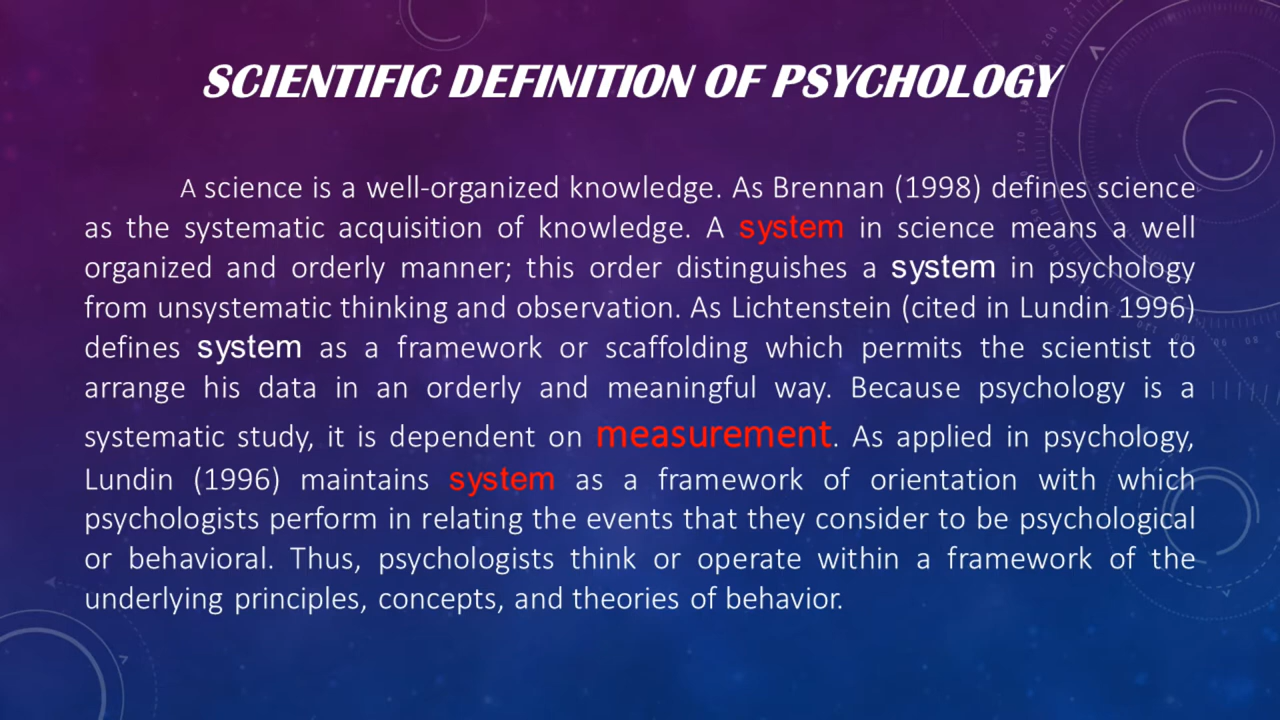 SCIENTIFIC DEFINITION OF PSYCHOLOGY
A science is a well-organized knowledge. As Brennan (1998) defines science
as the systematic acquisition of knowledge. A system in science means a well
organized and orderly manner; this order distinguishes a system in psychology
from unsystematic thinking and observation. As Lichtenstein (cited in Lundin 1996)
defines system as a framework or scaffolding which permits the scientist to
arrange his data in an orderly and meaningful way. Because psychology is a
systematic study, it is dependent on measurement. As applied in psychology,
Lundin (1996) maintains system as a framework of orientation with which
psychologists perform in relating the events that they consider to be psychological
or behavioral. Thus, psychologists think or operate within a framework of the
underlying principles, concepts, and theories of behavior.